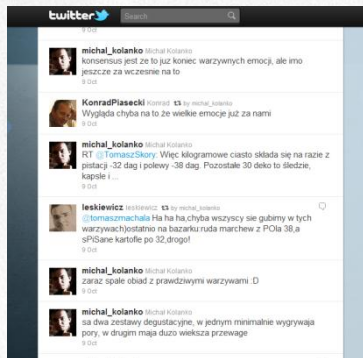 twitter
Search
9 Oct
michal_kolanko Michał Kolanko
konsensus jest ze to juz koniec warzywnych emocji, ale imo
jeszcze za wczesnie na to
9 Oct
KonradPiasecki Konrad by michal_kolanko
Wygląda chyba na to że wielkie emocje już za nami
9 Oct
michal_kolanko Michał Kolanko
RT @TomaszSkory: Więc kilogramowe ciasto składa się na razie z
pistacji -32 dag i polewy -38 dag. Pozostałe 30 deko to śledzie,
kapsle i ...
9 Oct
leskiewicz leskiewicz by michal_kolanko
@tomaszmachala Ha ha ha,chyba wszyscy sie gubimy w tych
warzywach)ostatnio na bazarku:ruda marchew z POla 38,a
sPiSane kartofle po 32,drogo!
9 Oct
michal_kolanko Michał Kolanko
zaraz spale obiad z prawdziwymi warzywami :D
9 Oct
michal_kolanko Michał Kolanko
sa dwa zestawy degustacyjne, w jednym minimalnie wygrywaja
pory, w drugim maja duzo wieksza przewage
9 Oct